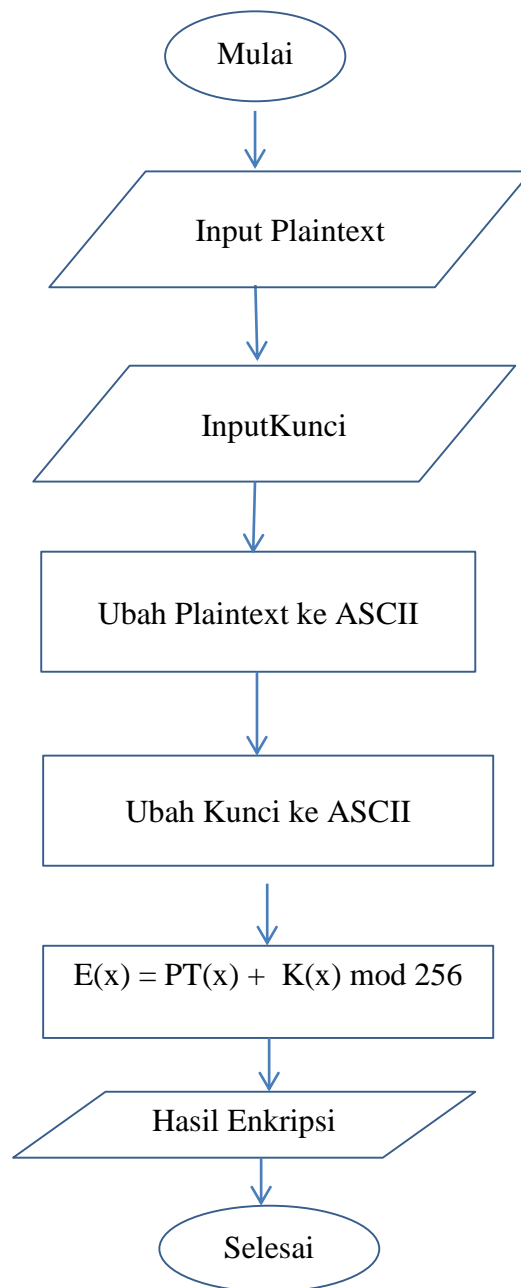 Mulai
Input Plaintext
InputKunci
Ubah Plaintext ke ASCII
Ubah Kunci ke ASCII
E(x) = PT(x) + K(x) mod 256
Hasil Enkripsi
Selesai